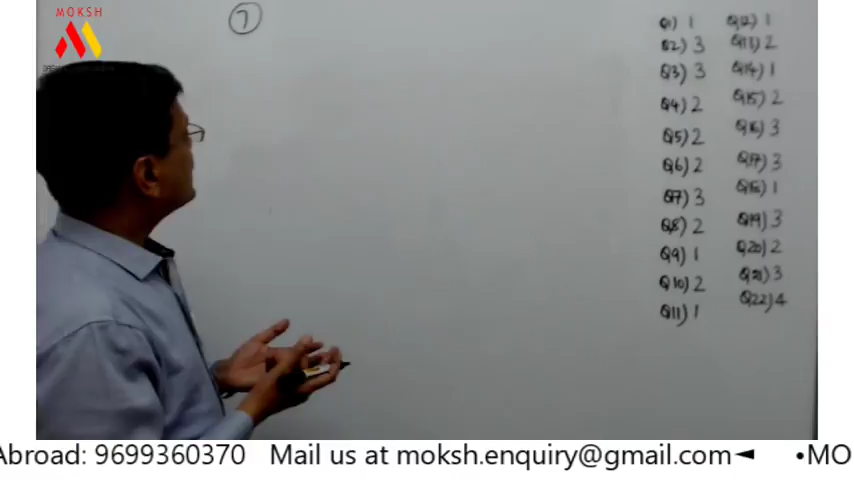 MOKSH
7
Q1) 1
Q2) 3
Q3) 3
Q4) 2
Q5) 2
Q6) 2
Q7) 3
Q8) 2
Q9) 1
Q10) 2
Q11) 1
Q12) 1
Q13) 2
Q14) 1
Q15) 2
Q16) 3
Q17) 3
Q18) 1
Q19) 3
Q20) 2
Q21) 3
Q22) 4
Abroad: 9699360370 Mail us at moksh.enquiry@gmail.com◄ •MO